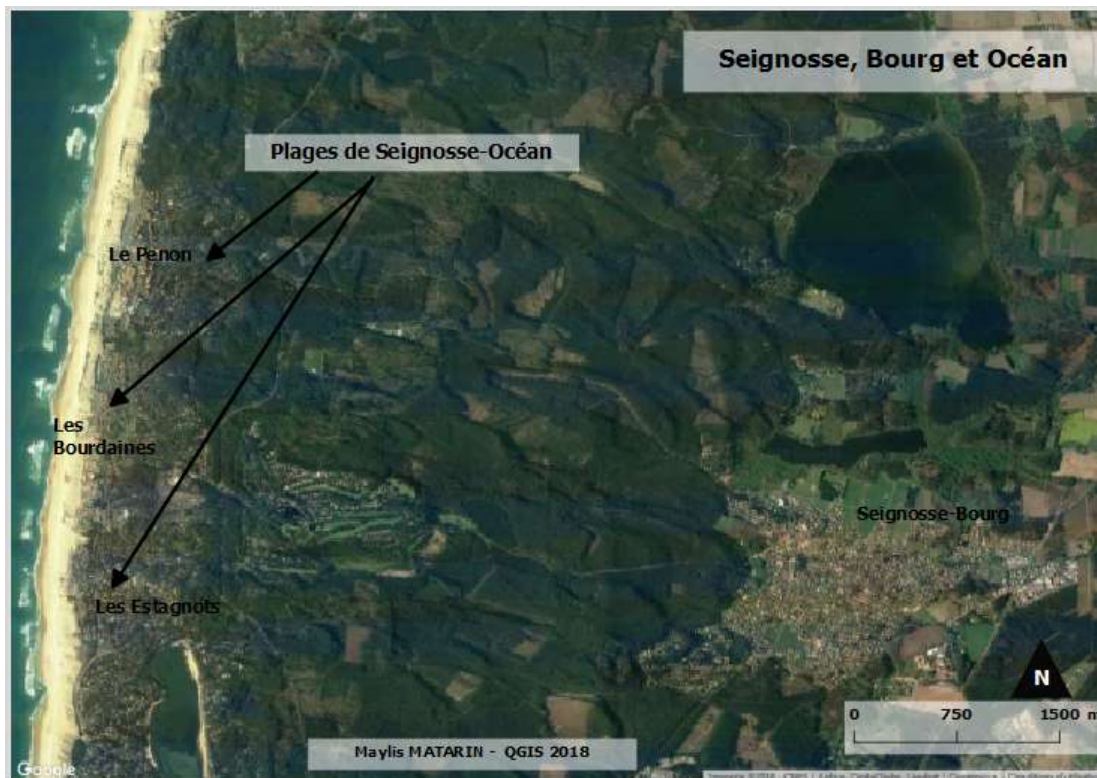 Seignosse, Bourg et Océan
Plages de Seignosse-Océan
Le Penon
Les
Bourdaines
Seignosse-Bourg
Les Estagnots
N
0 750 1500 m
Maylis MATARIN - QGIS 2018
Google